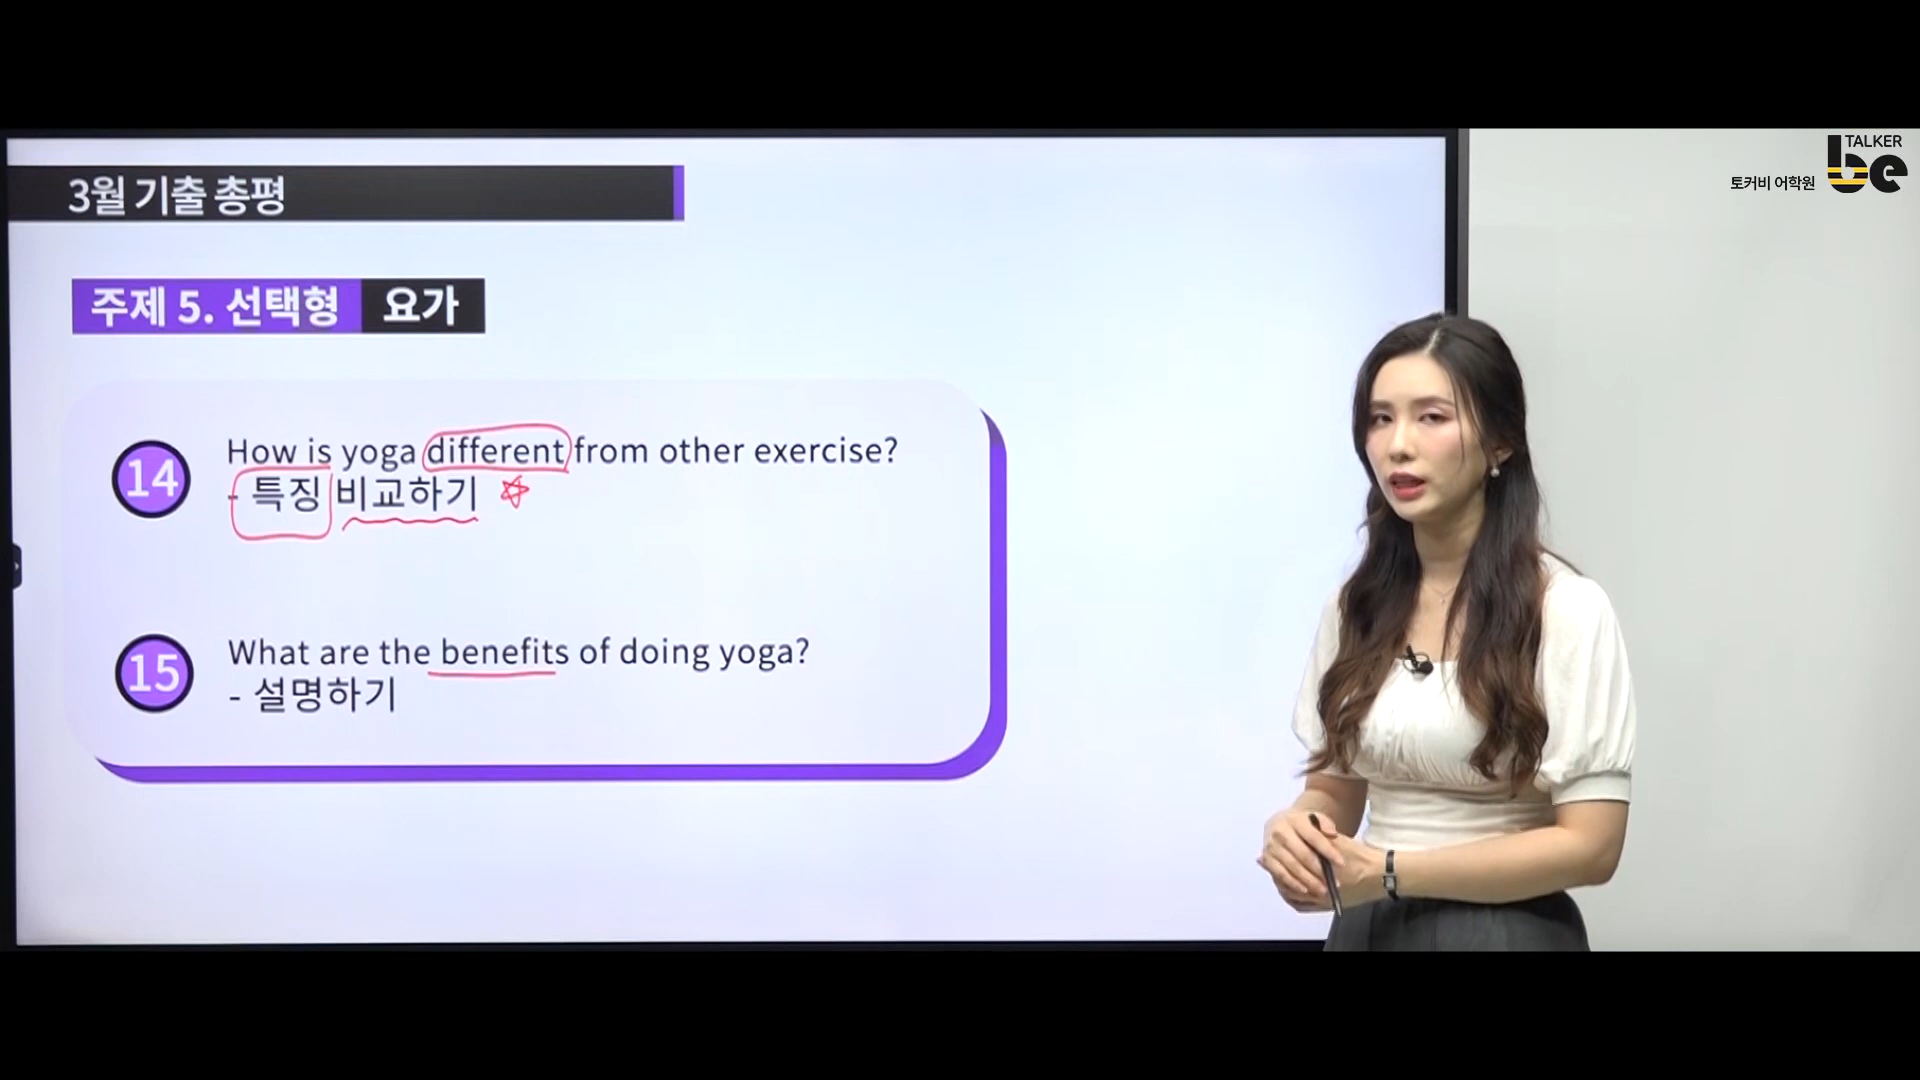 TALKER
be
토커비 어학원
3월 기출 총평
주제 5. 선택형 요가
14
How is yoga different from other exercise?
- 특징 비교하기
15
What are the benefits of doing yoga?
- 설명하기